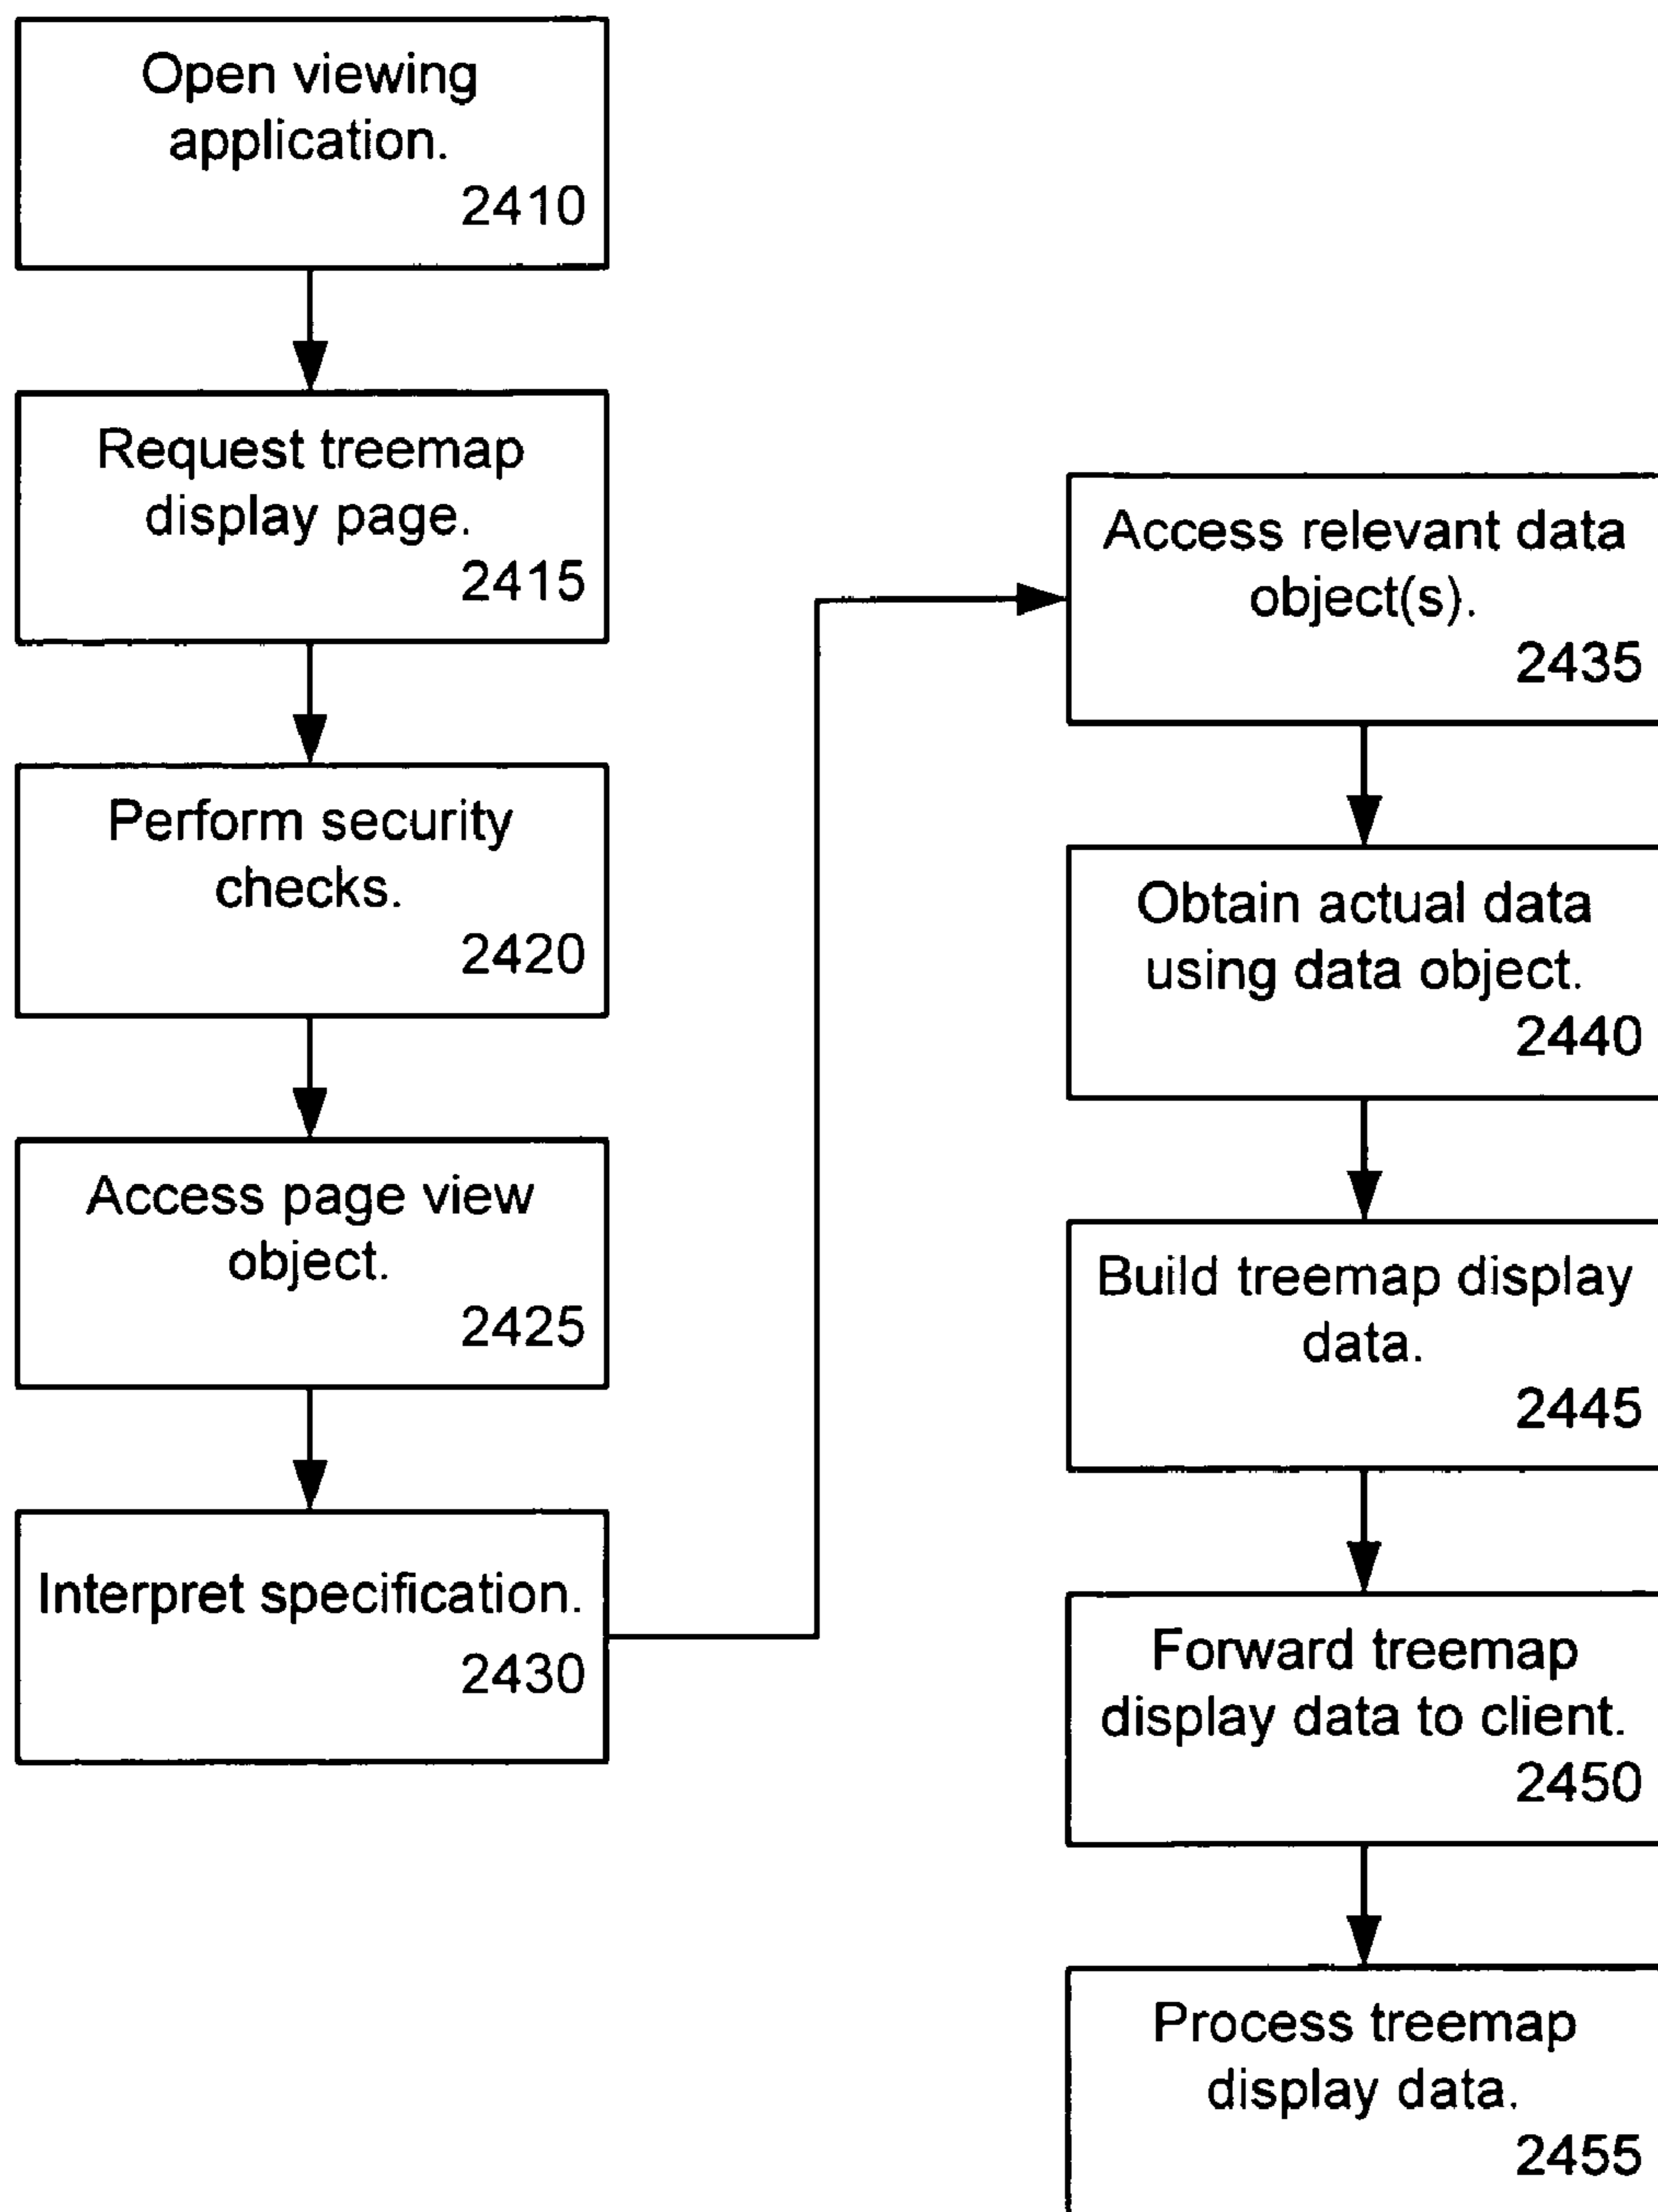 Open viewing
application.
2410
Request treemap
display page.
2415
Perform security
checks.
2420
Access page view
object.
2425
Interpret specification.
2430
Access relevant data
object(s).
2435
Obtain actual data
using data object.
2440
Build treemap display
data.
2445
Forward treemap
display data to client.
2450
Process treemap
display data.
2455